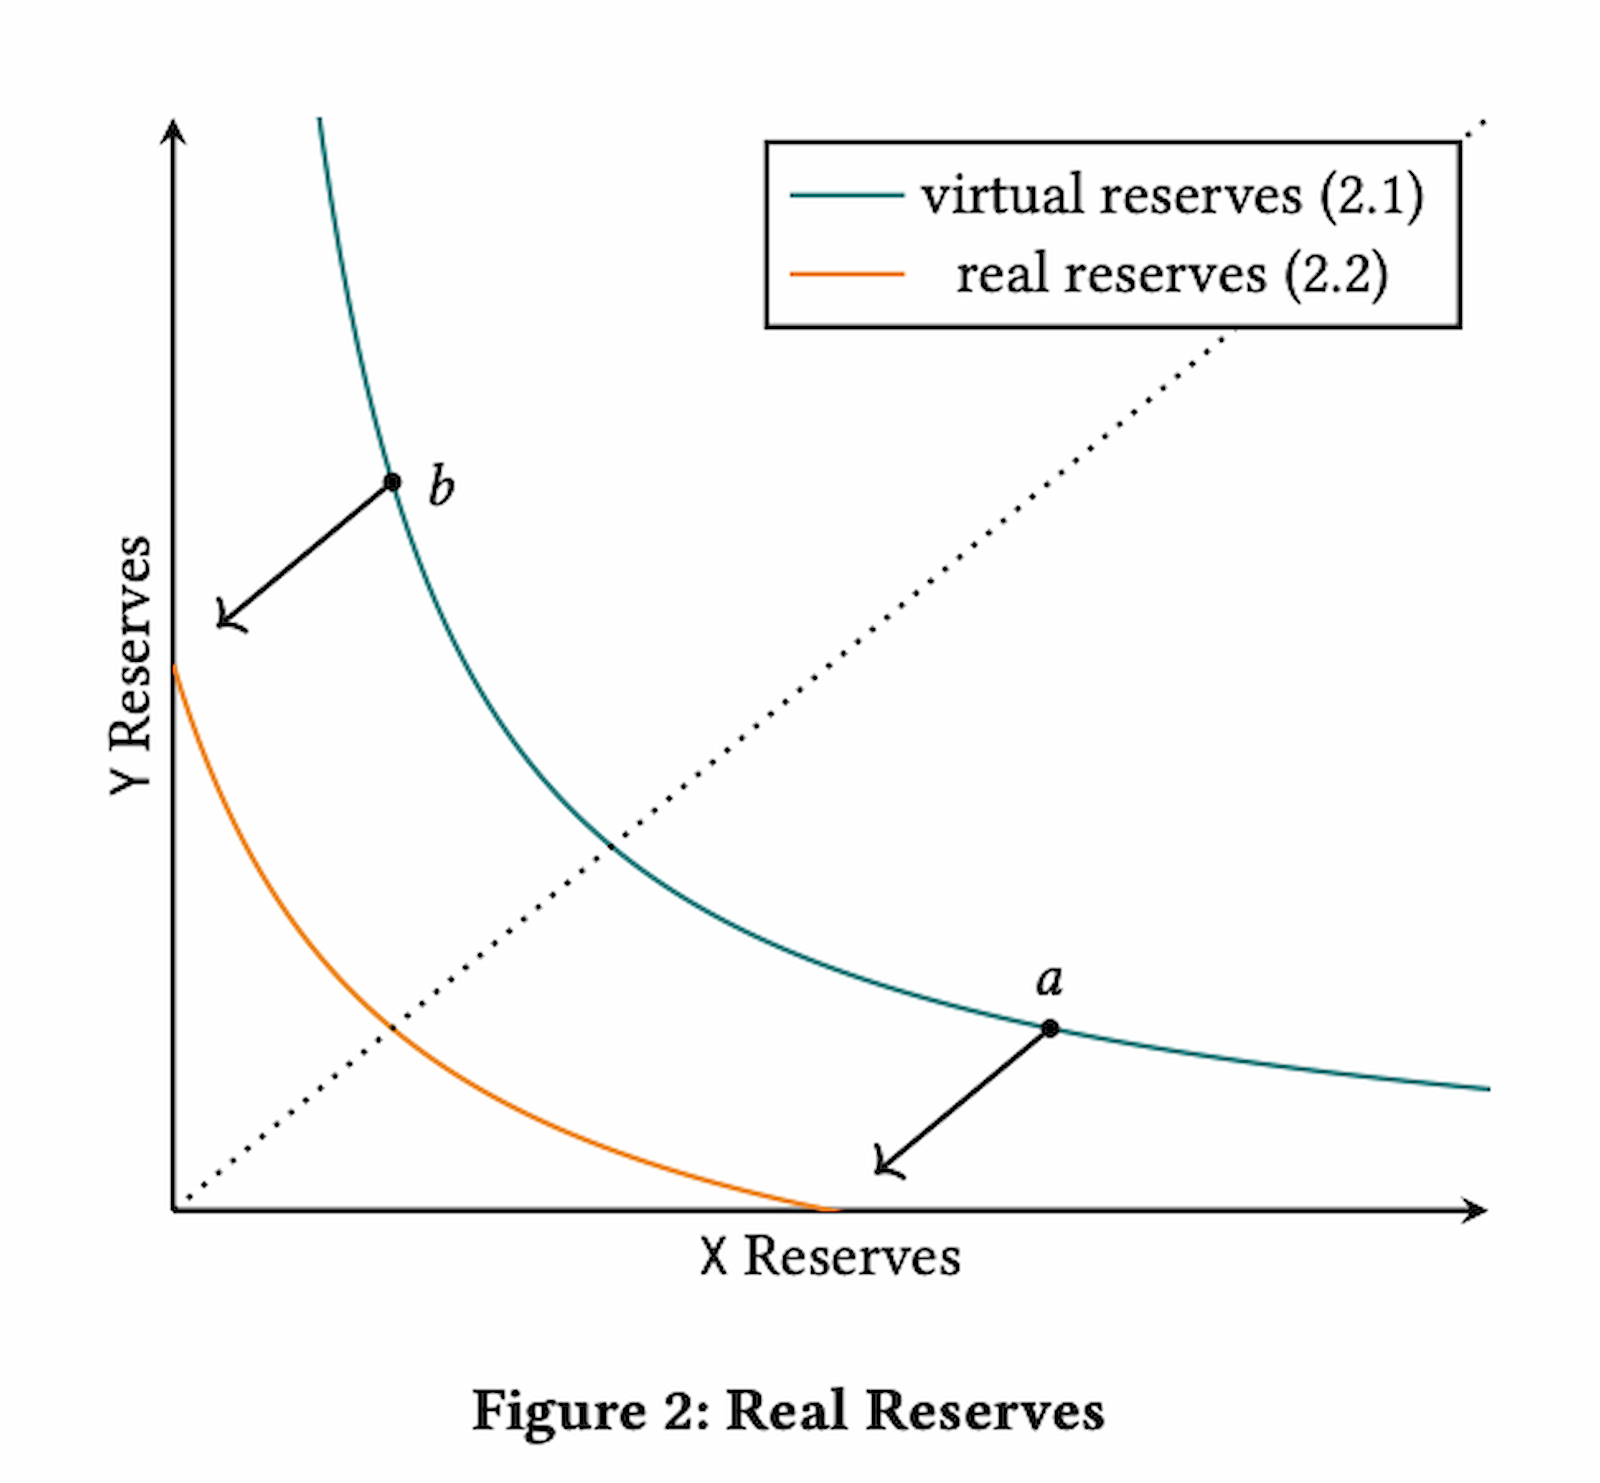 virtual reserves (2.1)
real reserves (2.2)
b
Y Reserves
a
X Reserves
Figure 2: Real Reserves